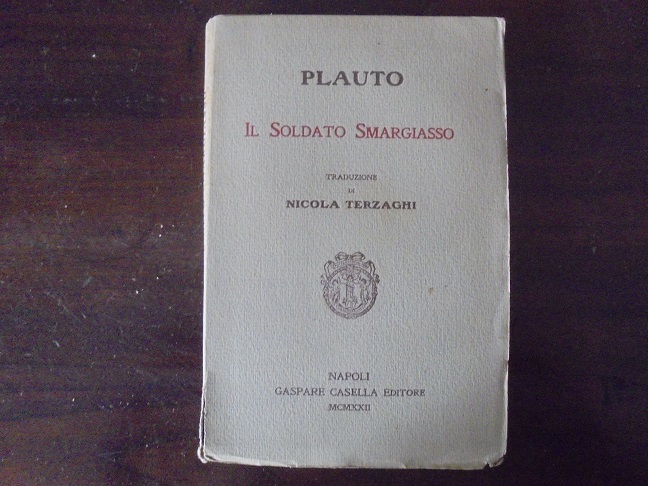 PLAUTO
IL SOLDATO SMARGIASSO
TRADUZIONE
DI
NICOLA TERZAGHI
NAPOLI
GASPARE CASELLA EDITORE
MCMXXII